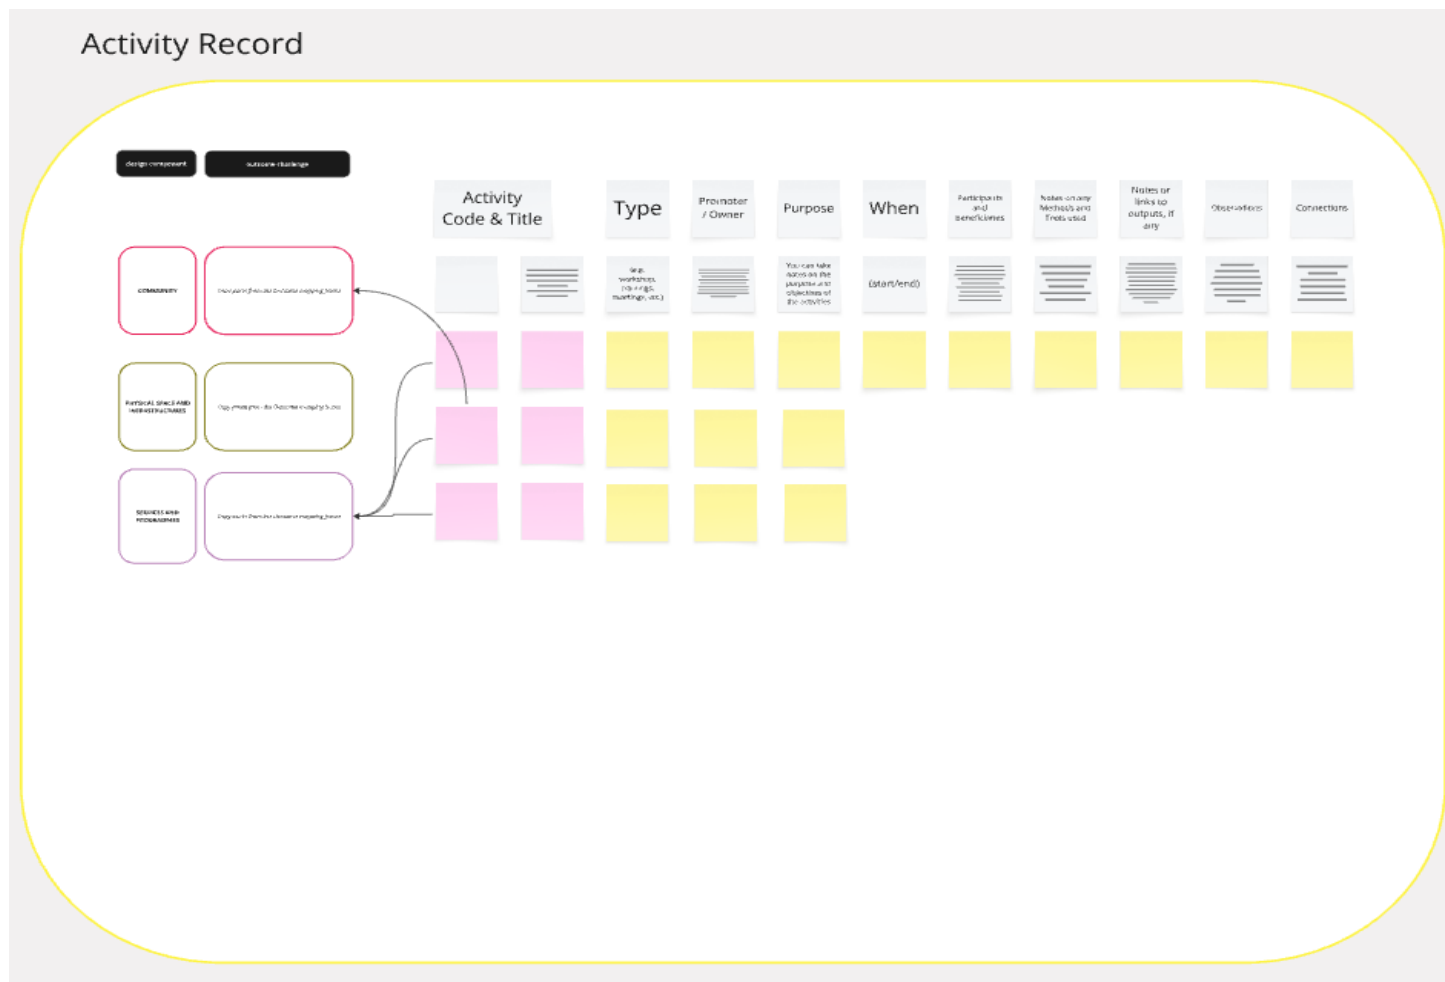 Activity Record
design component
outcome challenge
Activity
Code & Title
Type
Promoter
/ Owner
Purpose
When
Participants
and
beneficiaries
Notes on any
Methods and
Tools used
Notes or
links to
outputs, if
any
Observations
Connections
COMMUNITY
(e.g.
workshop,
meetings, etc.)
You can take
notes on the
purpose and
objectives of
the activities
(start/end)
PHYSICAL SPACE AND
INFRASTRUCTURES
SERVICES AND
PROGRAMMES